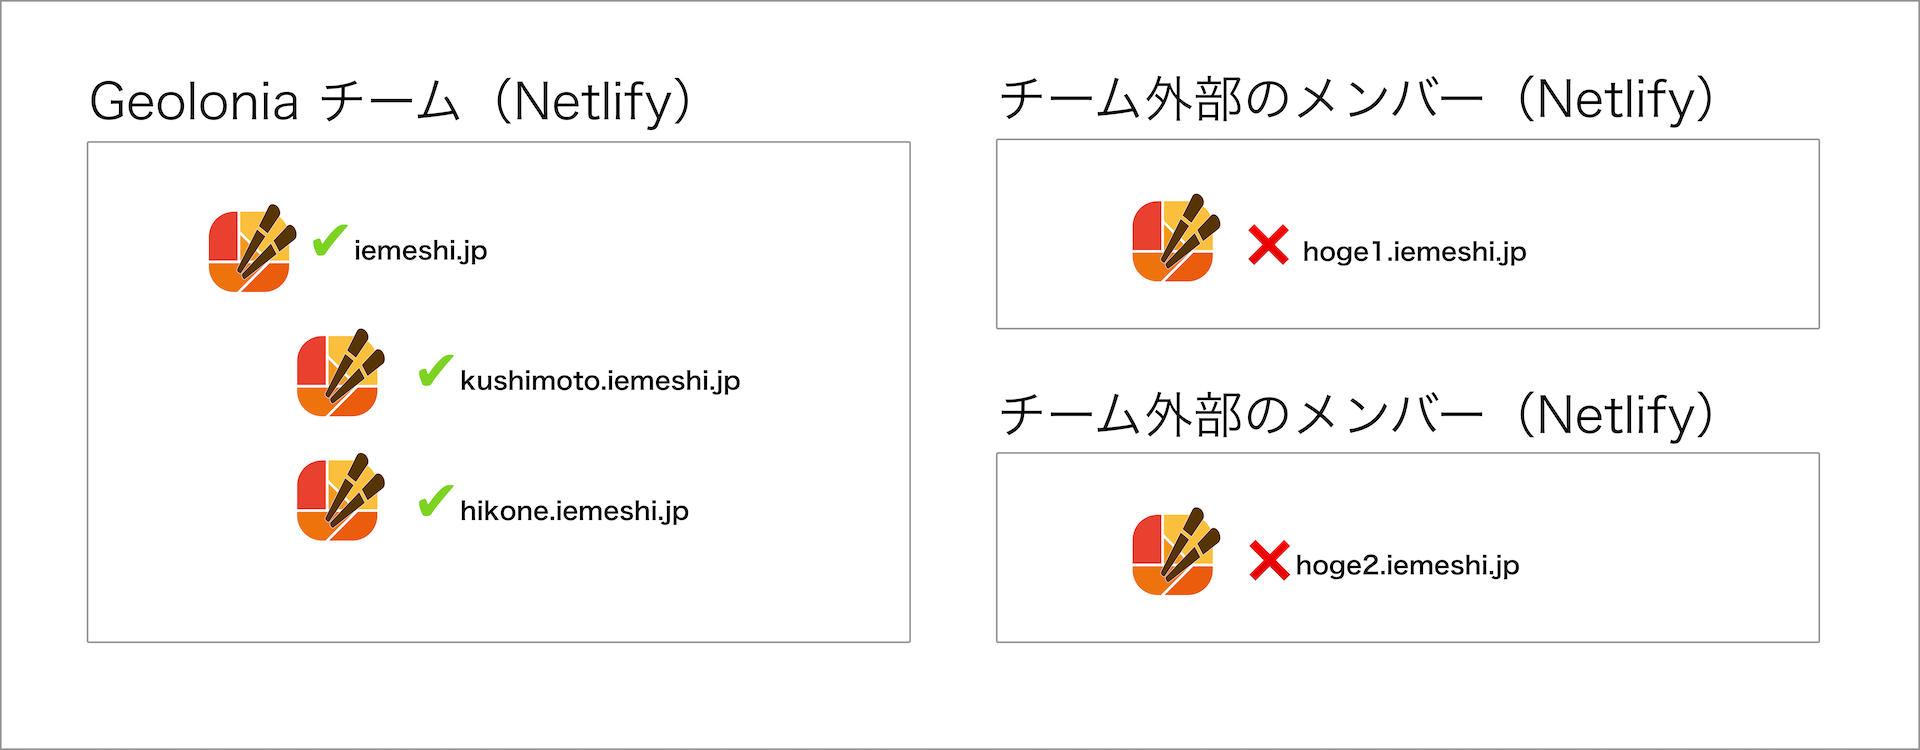 Geolonia チーム（Netlify）
iemeshi.jp
kushimoto.iemeshi.jp
hikone.iemeshi.jp
チーム外部のメンバー（Netlify）
hoge1.iemeshi.jp
チーム外部のメンバー（Netlify）
hoge2.iemeshi.jp